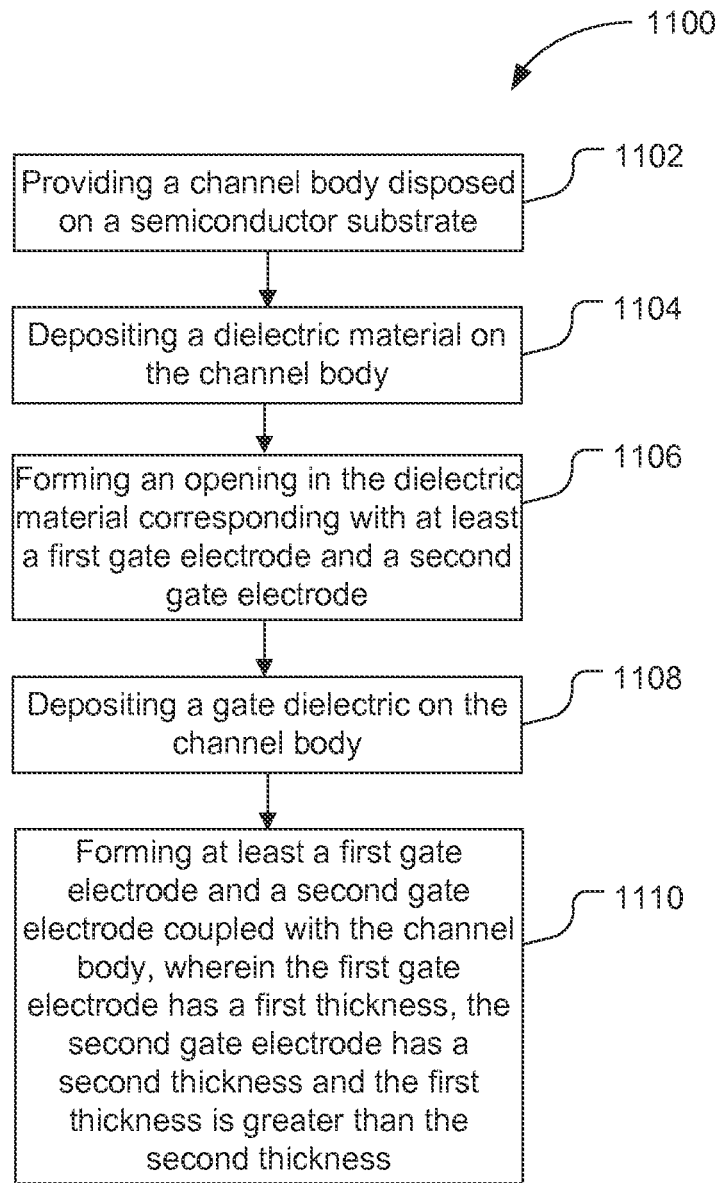 1100
1102
Providing a channel body disposed
on a semiconductor substrate
1104
Depositing a dielectric material on
the channel body
1106
Forming an opening in the dielectric
material corresponding with at least
a first gate electrode and a second
gate electrode
1108
Depositing a gate dielectric on the
channel body
Forming at least a first gate
electrode and a second gate
electrode coupled with the channel
body, wherein the first gate
electrode has a first thickness, the
second gate electrode has a
second thickness and the first
thickness is greater than the
second thickness
1110